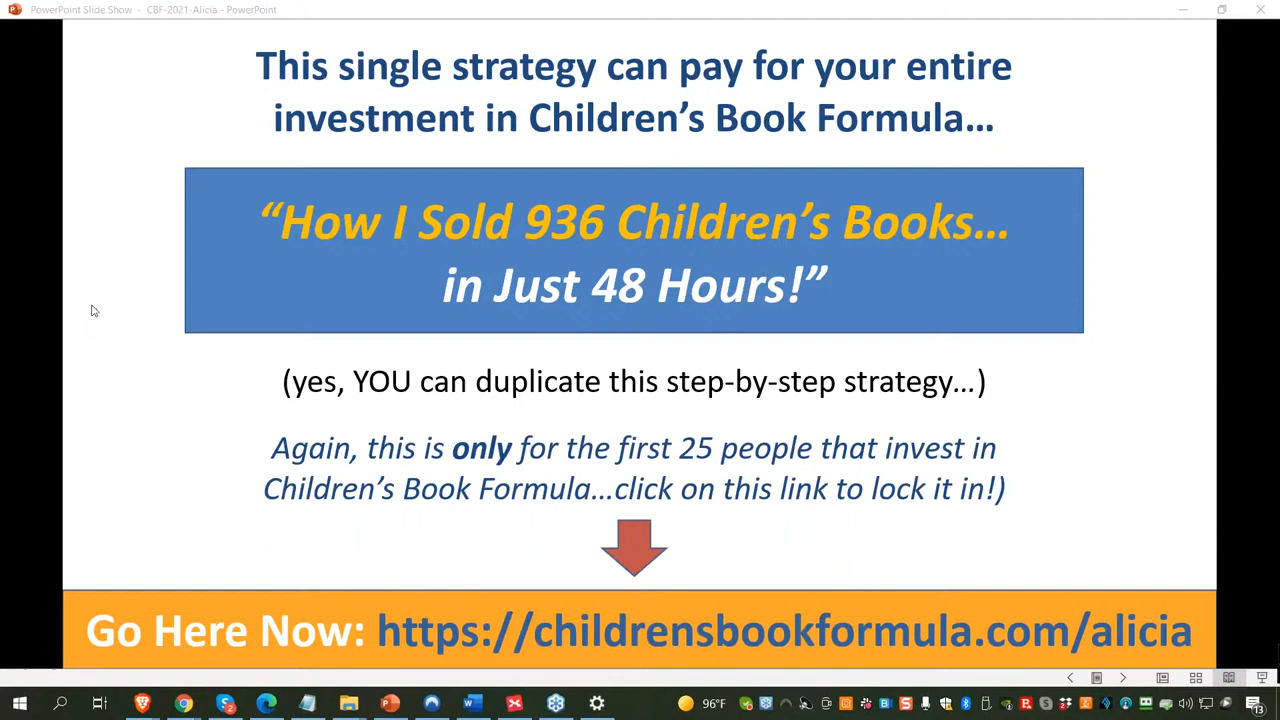 PowerPoint Slide Show - CBF-2021-Alicia - PowerPoint
This single strategy can pay for your entire
investment in Children’s Book Formula…
“How I Sold 936 Children’s Books…
in Just 48 Hours!”
(yes, YOU can duplicate this step-by-step strategy…)
Again, this is only for the first 25 people that invest in
Children’s Book Formula…click on this link to lock it in!)
Go Here Now: https://childrensbookformula.com/alicia
96°F
13